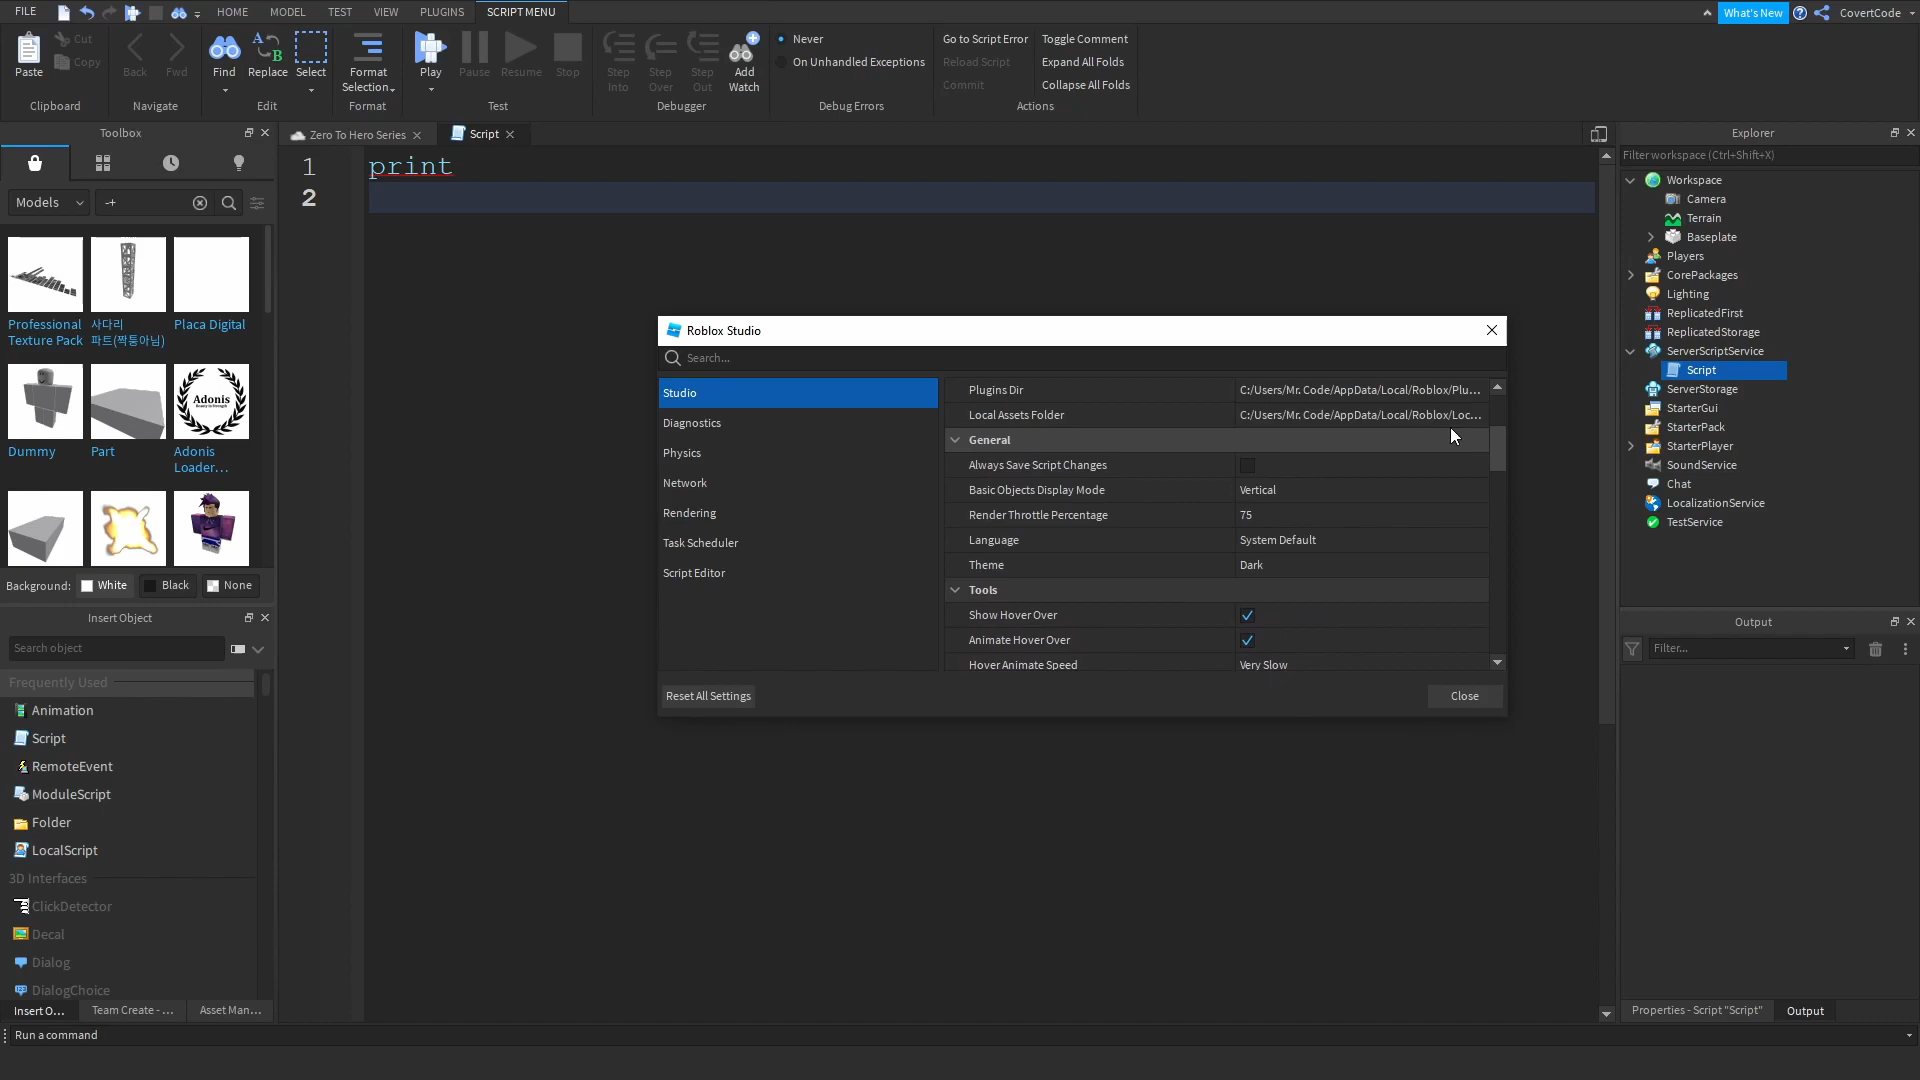 FILE
HOME
MODEL
TEST
VIEW
PLUGINS
SCRIPT MENU
What's New
CovertCode
Paste
Cut
Copy
Clipboard
Back
Fwd
Navigate
Find
Replace
Select
Edit
Format
Selection
Format
Play
Pause
Resume
Stop
Test
Step
Into
Step
Over
Step
Out
Add
Watch
Debugger
Never
On Unhandled Exceptions
Debug Errors
Go to Script Error
Reload Script
Commit
Toggle Comment
Expand All Folds
Collapse All Folds
Actions
Toolbox
Models
-+
Professional
Texture Pack
사다리
파트(짝퉁아님)
Placa Digital
Dummy
Part
Adonis
Adonis
Loader...
Background:
White
Black
None
Insert Object
Search object
Frequently Used
Animation
Script
RemoteEvent
ModuleScript
Folder
LocalScript
3D Interfaces
ClickDetector
Decal
Dialog
DialogChoice
Insert O...
Team Create - ...
Asset Man...
Run a command
Zero To Hero Series
Script
1
print
2
Roblox Studio
Search...
Studio
Diagnostics
Physics
Network
Rendering
Task Scheduler
Script Editor
Plugins Dir
C:/Users/Mr. Code/AppData/Local/Roblox/Plu...
Local Assets Folder
C:/Users/Mr. Code/AppData/Local/Roblox/Loc...
General
Always Save Script Changes
Basic Objects Display Mode
Vertical
Render Throttle Percentage
75
Language
System Default
Theme
Dark
Tools
Show Hover Over
Animate Hover Over
Hover Animate Speed
Very Slow
Reset All Settings
Close
Explorer
Filter workspace (Ctrl+Shift+X)
Workspace
Camera
Terrain
Baseplate
Players
CorePackages
Lighting
ReplicatedFirst
ReplicatedStorage
ServerScriptService
Script
ServerStorage
StarterGui
StarterPack
StarterPlayer
SoundService
Chat
LocalizationService
TestService
Output
Filter...
Properties - Script "Script"
Output